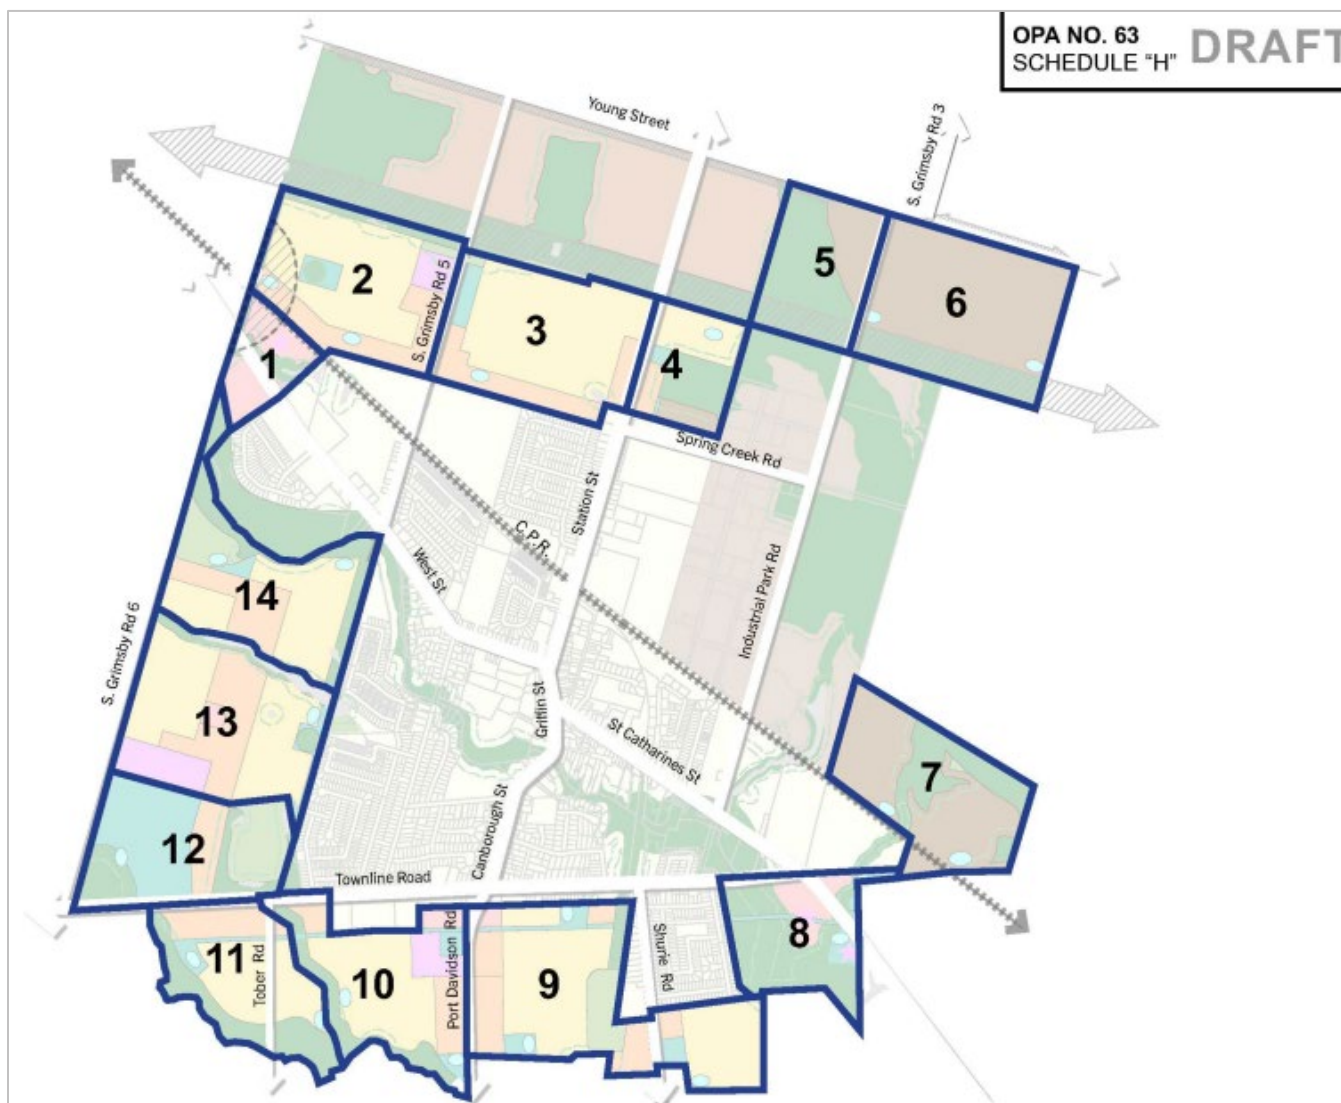 OPA NO. 63
SCHEDULE "H"
DRAFT
Young Street
S. Grimsby Rd 3
5
2
S. Grimsby Rd 5
6
3
1
4
Spring Creek Rd
Station St
C.P.R.
West St
14
Industrial Park Rd
S. Grimsby Rd 6
13
Griffin St
St Catharines St
7
Canborough St
12
Townline Road
8
11
Tober Rd
10
Port Davidson Rd
9
Shurie Rd